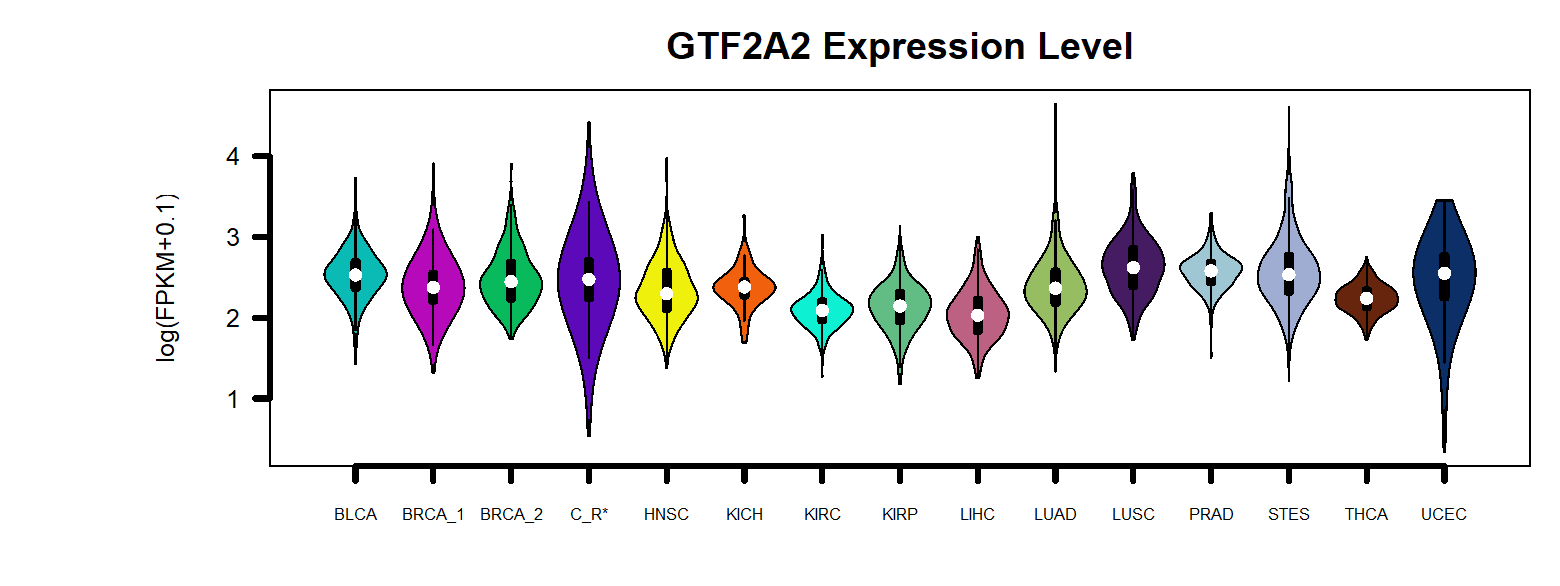 GTF2A2 Expression Level
log(FPKM+0.1)
4
3
2
1
BLCA BRCA_1 BRCA_2 C_R* HNSC KICH KIRC KIRP LIHC LUAD LUSC PRAD STES THCA UCEC